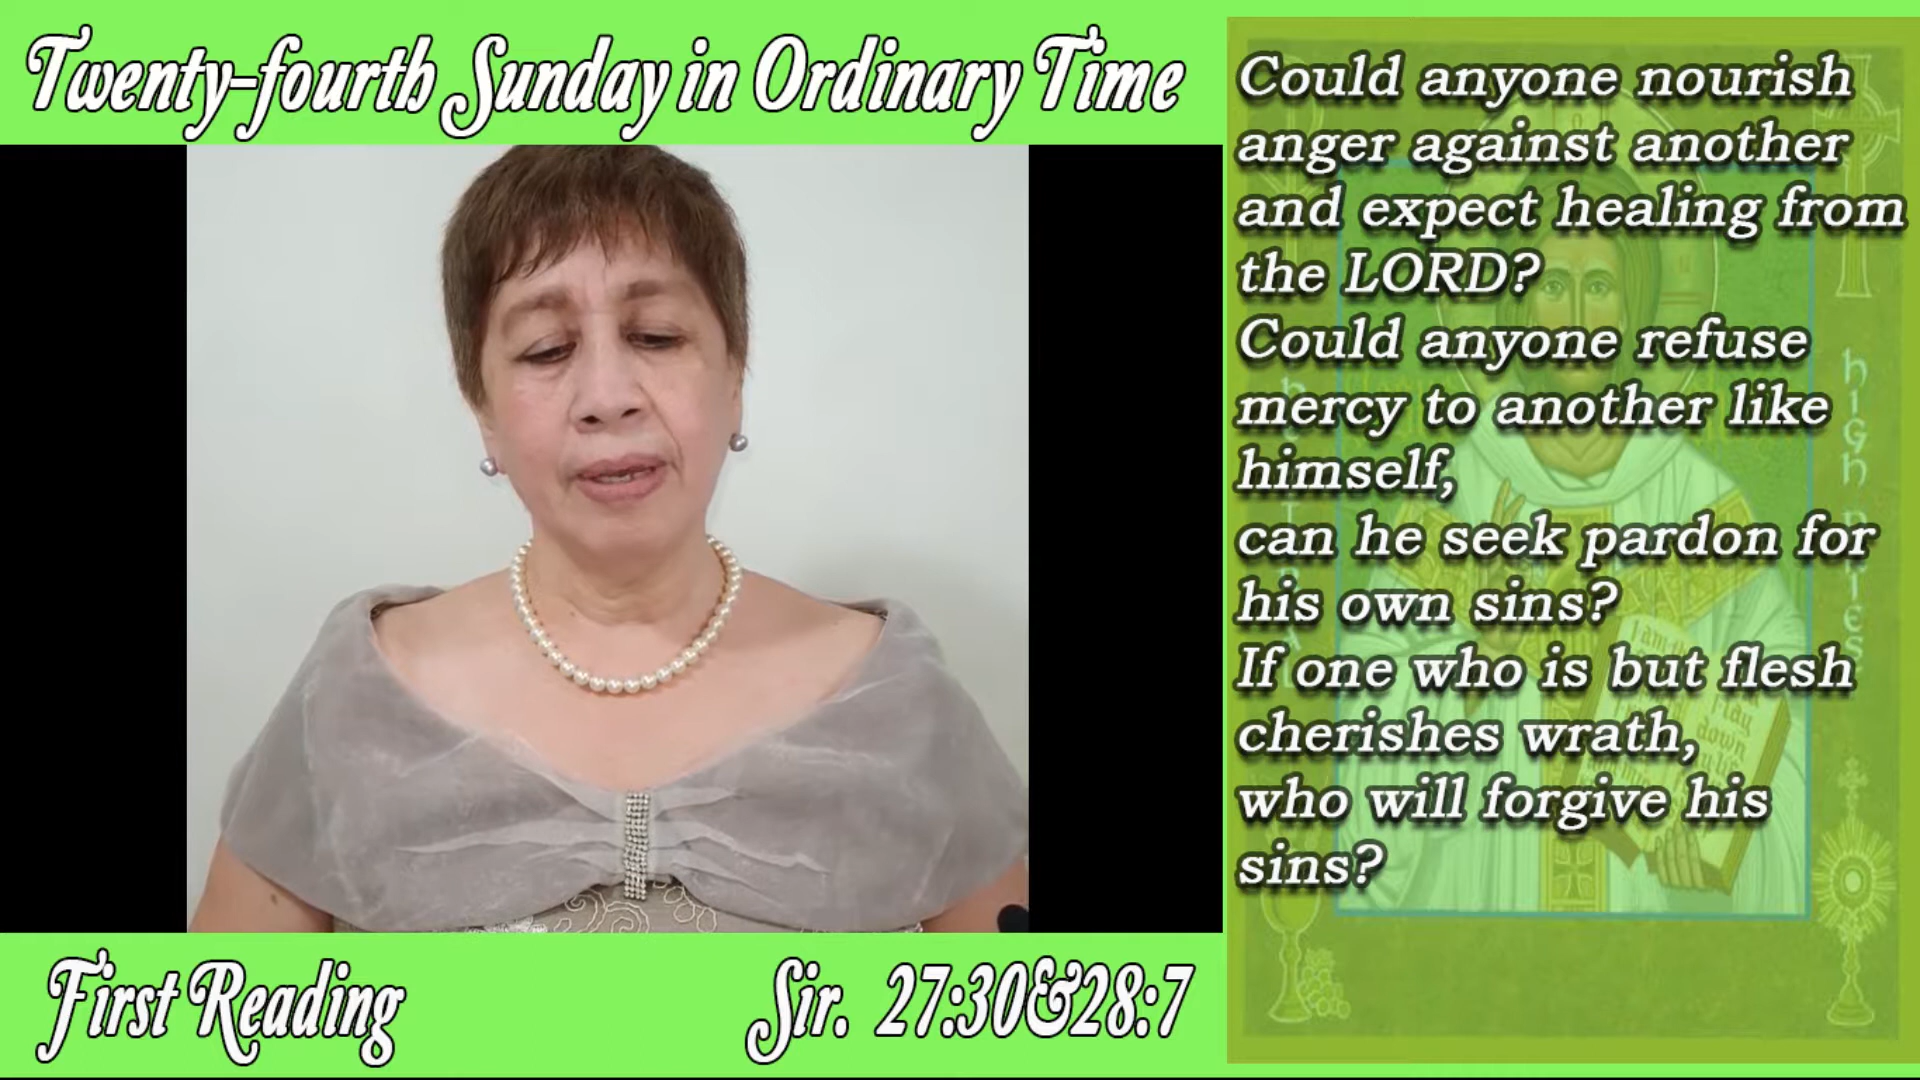 Twenty-fourth Sunday in Ordinary Time
Could anyone nourish
anger against another
and expect healing from
the LORD?
Could anyone refuse
mercy to another like
himself,
can he seek pardon for
his own sins?
If one who is but flesh
cherishes wrath,
who will forgive his
sins?
First Reading
Sir. 27:30&28:7